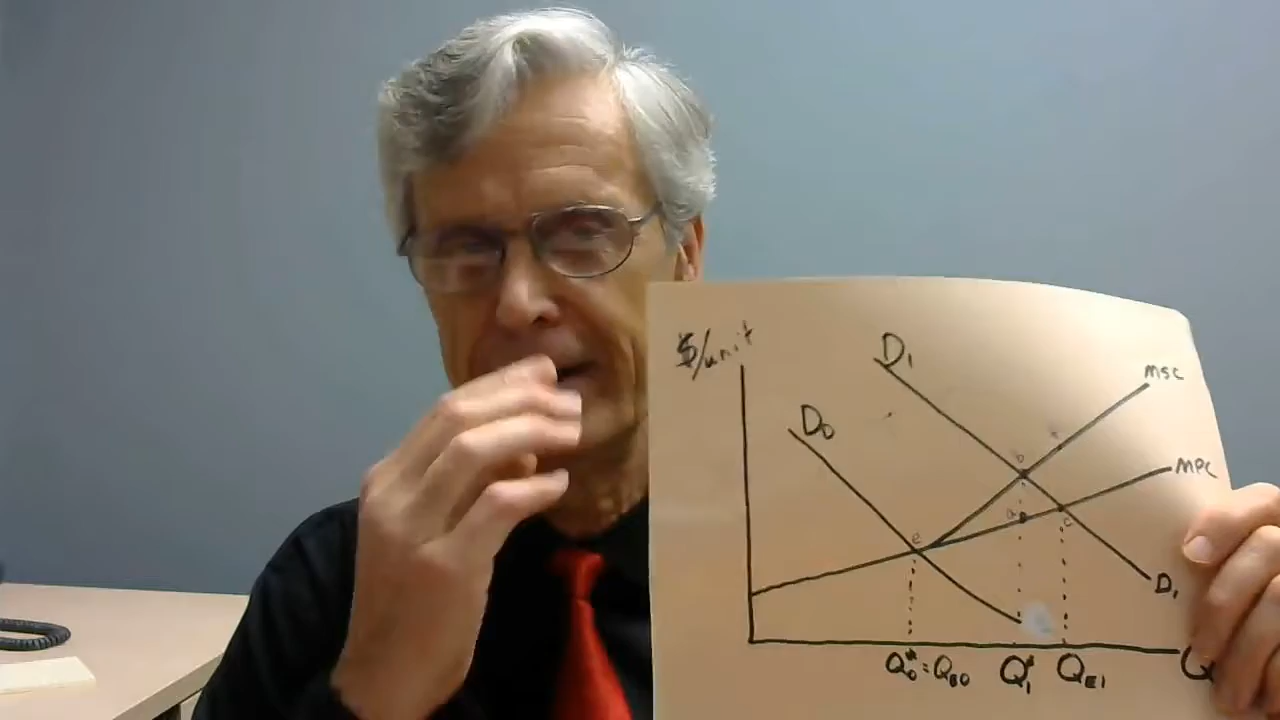 $/unit
D₁
msc
D₀
mpc
b
a
c
e
D₁
Q₀* = QE0
Q₁*
QE1
Q